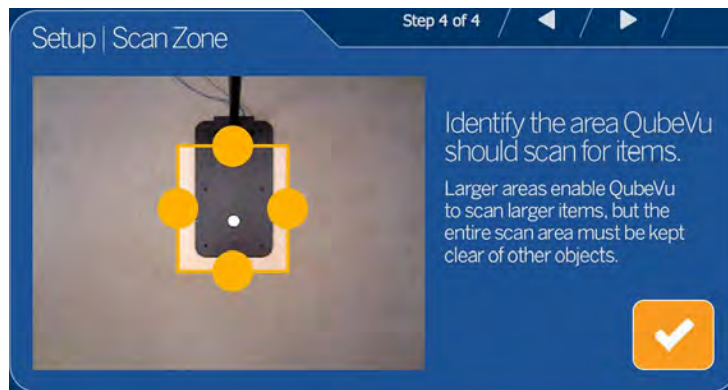 Setup | Scan Zone
Step 4 of 4
Identify the area QubeVu
should scan for items.
Larger areas enable QubeVu
to scan larger items, but the
entire scan area must be kept
clear of other objects.